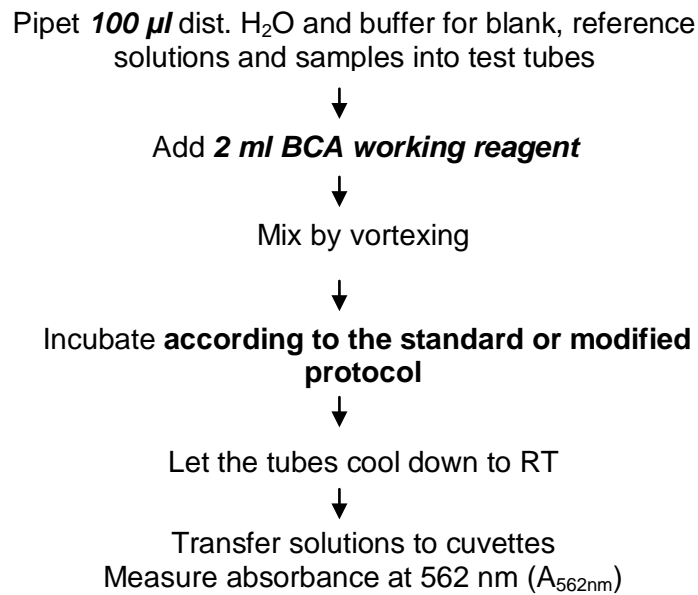 Pipet 100 µl dist. H₂O and buffer for blank, reference
solutions and samples into test tubes
Add 2 ml BCA working reagent
Mix by vortexing
Incubate according to the standard or modified
protocol
Let the tubes cool down to RT
Transfer solutions to cuvettes
Measure absorbance at 562 nm (A₅₆₂ₙₘ)